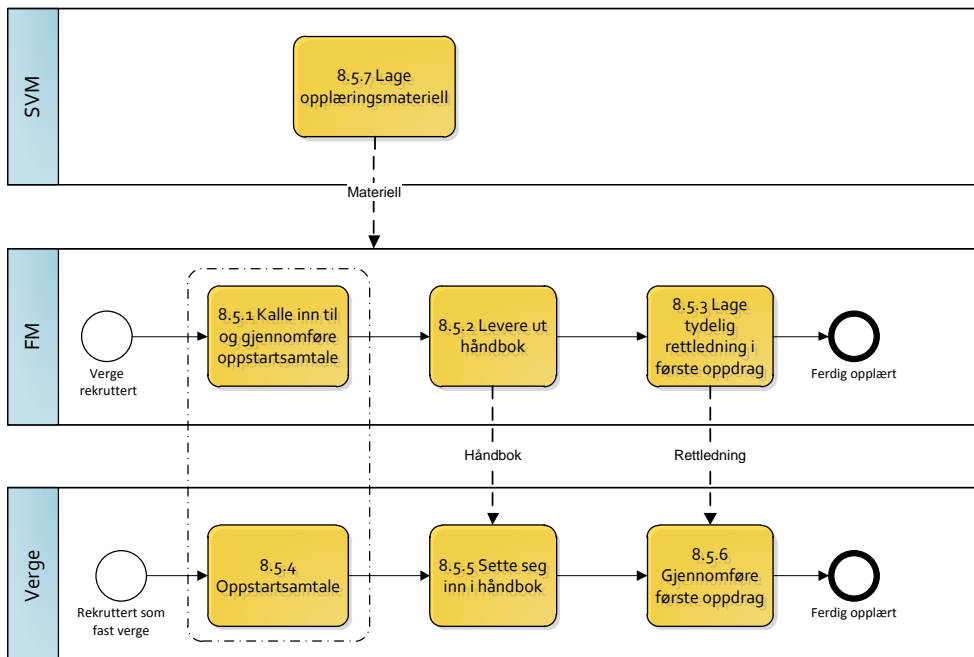 SVM
8.5.7 Lage
opplæringsmateriell
Materiell
FM
Verge
rekruttert
8.5.1 Kalle inn til
og gjennomføre
oppstartsamtale
8.5.2 Levere ut
håndbok
8.5.3 Lage
tydelig
rettledning i
første oppdrag
Ferdig opplært
Håndbok
Rettledning
Verge
Rekruttert som
fast verge
8.5.4
Oppstartsamtale
8.5.5 Sette seg
inn i håndbok
8.5.6
Gjennomføre
første oppdrag
Ferdig opplært